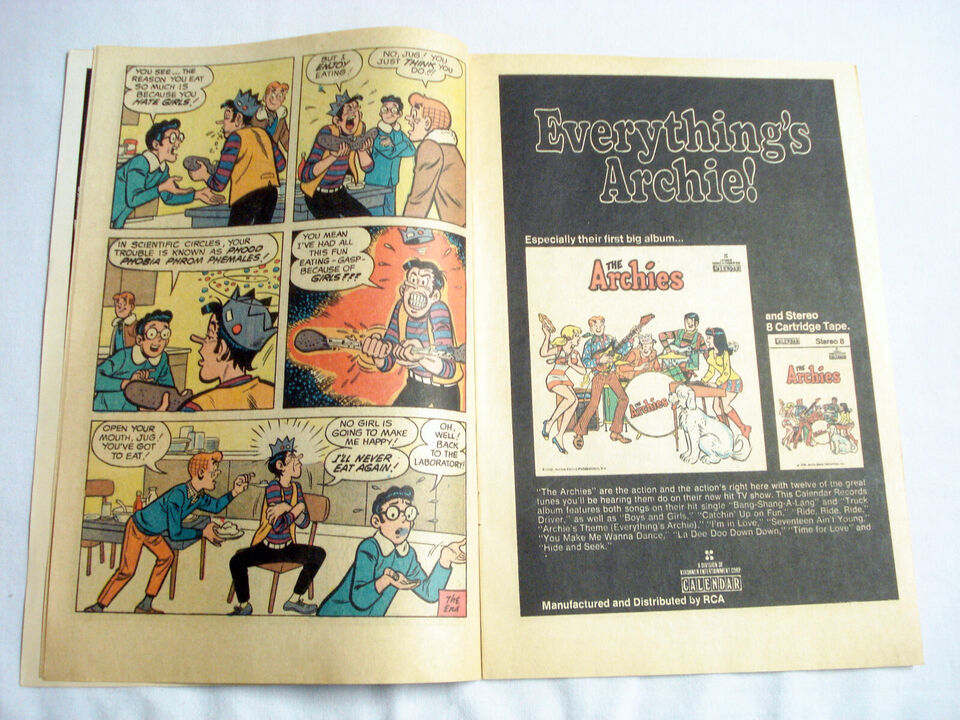 YOU SEE... THE
REASON YOU EAT
SO MUCH IS
BECAUSE YOU
HATE GIRLS!
BUT I
ENJOY
EATING!
NO, JUG! YOU
JUST THINK YOU
DO!!!
IN SCIENTIFIC CIRCLES, YOUR
TROUBLE IS KNOWN AS PHOOD
PHOBIA PHROM PHEMALES!
YOU MEAN
I'VE HAD ALL
THIS FUN
EATING -GASP-
BECAUSE OF
GIRLS???
OPEN YOUR
MOUTH, JUG!
YOU'VE GOT
TO EAT!
NO GIRL IS
GOING TO MAKE
ME HAPPY!
I'LL NEVER
EAT AGAIN!
OH,
WELL!
BACK
TO THE
LABORATORY!
THE
END
Everything's
Archie!
Especially their first big album...
CALENDAR
THE
Archies
The
Archies
and Stereo
8 Cartridge Tape.
CALENDAR Stereo 8
THE
Archies
"The Archies" are the action and the action's right here with twelve of the great
tunes you'll be hearing them do on their new hit TV show. This Calendar Records
album features both songs on their hit single "Bang-Shang-A-Lang" and "Truck
Driver," as well as "Boys and Girls," "Catchin' Up on Fun," "Ride, Ride, Ride,"
"Archie's Theme (Everything's Archie)," "I'm in Love," "Seventeen Ain't Young,"
"You Make Me Wanna Dance," "La Dee Doo Down Down," "Time for Love" and
"Hide and Seek."
A DIVISION OF
KIRSHNER ENTERTAINMENT CORP.
CALENDAR
Manufactured and Distributed by RCA